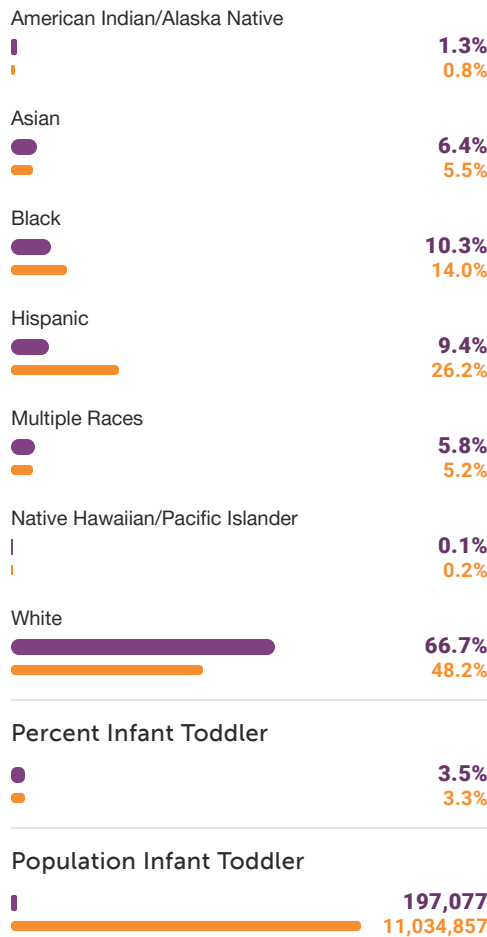 American Indian/Alaska Native
1.3%
0.8%
Asian
6.4%
5.5%
Black
10.3%
14.0%
Hispanic
9.4%
26.2%
Multiple Races
5.8%
5.2%
Native Hawaiian/Pacific Islander
0.1%
0.2%
White
66.7%
48.2%
Percent Infant Toddler
3.5%
3.3%
Population Infant Toddler
197,077
11,034,857